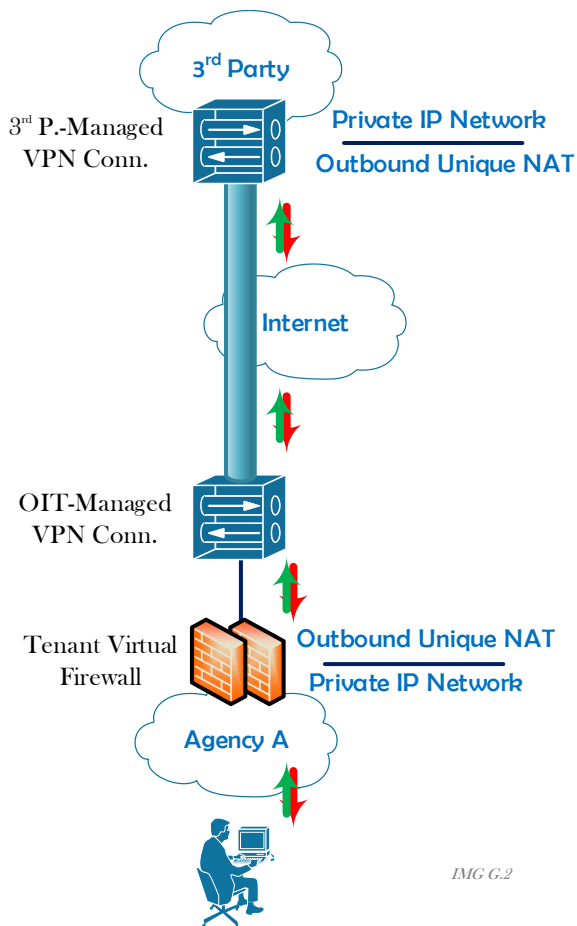 3rd Party
3rd P.-Managed
VPN Conn.
Private IP Network
Outbound Unique NAT
Internet
OIT-Managed
VPN Conn.
Tenant Virtual
Firewall
Outbound Unique NAT
Private IP Network
Agency A
IMG G.2